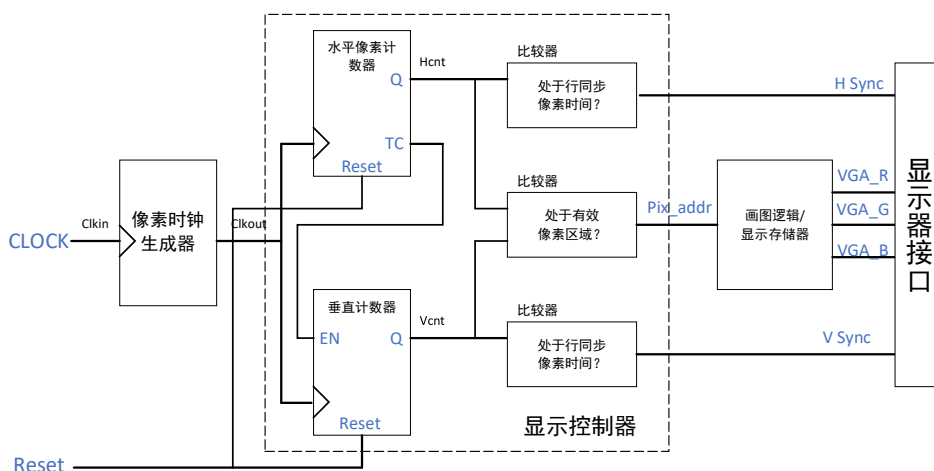 水平像素计
数器
Hcnt
Q
TC
Reset
比较器
处于行同步
像素时间？
H Sync
CLOCK
Clkin
像素时钟
生成器
Clkout
比较器
处于有效
像素区域？
Pix_addr
画图逻辑/
显示存储器
VGA_R
VGA_G
VGA_B
显示器接口
垂直计数器
Vcnt
EN
Q
Reset
比较器
处于行同步
像素时间？
V Sync
显示控制器
Reset